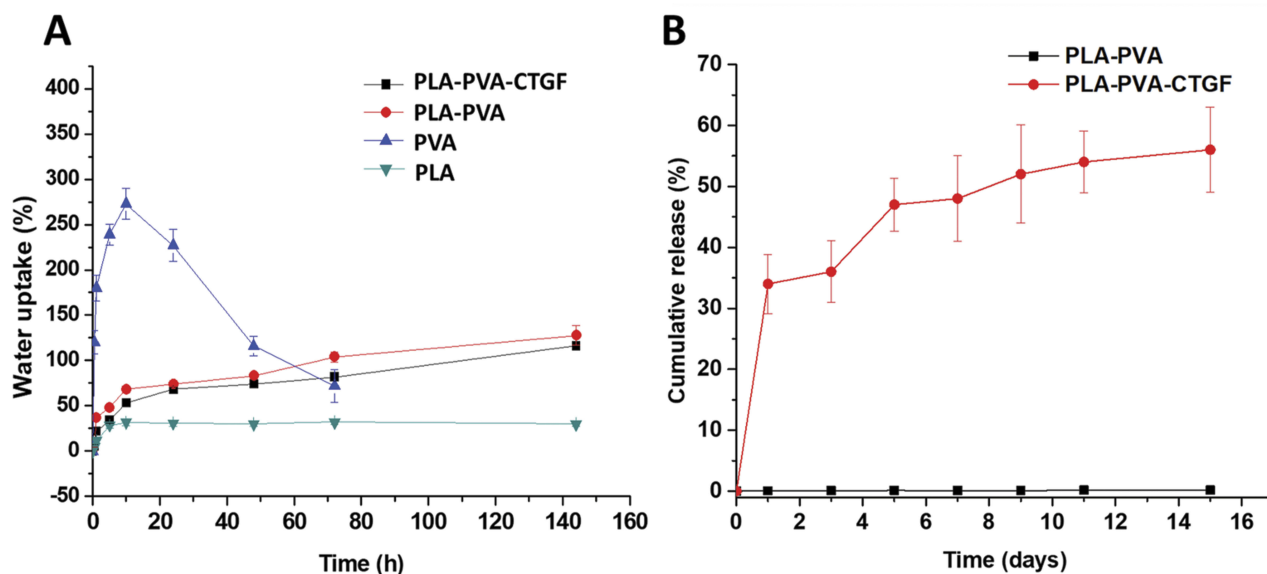 A
Water uptake (%)
400
350
300
250
200
150
100
50
0
-50
0 20 40 60 80 100 120 140 160
Time (h)
PLA-PVA-CTGF
PLA-PVA
PVA
PLA
B
Cumulative release (%)
70
60
50
40
30
20
10
0
0 2 4 6 8 10 12 14 16
Time (days)
PLA-PVA
PLA-PVA-CTGF